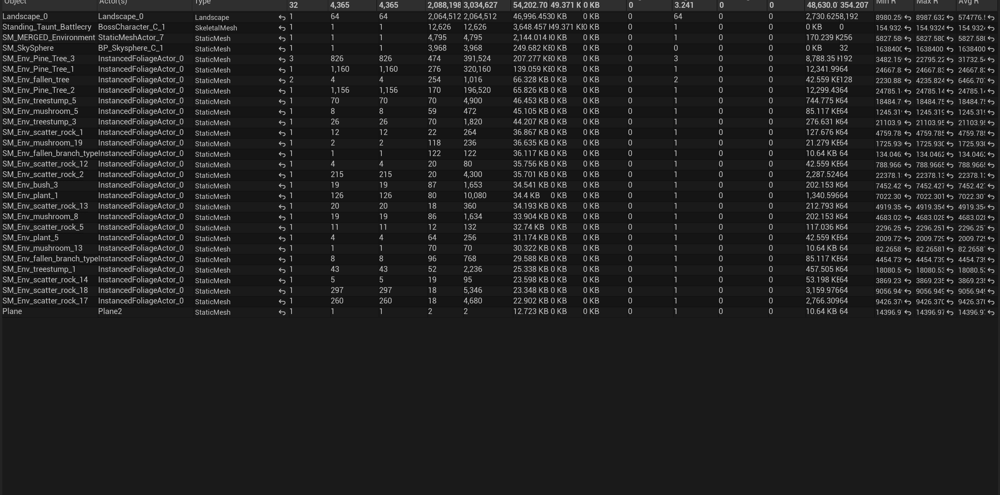 Object Actor(s) Type 32 4,365 4,365 2,088,198 3,034,627 54,202.70 49.371 K 0 KB 0 3.241 0 0 48,630.0 354.207 Min R Max R Avg R
Landscape_0 Landscape_0 Landscape 1 64 64 2,064,512 2,064,512 46,996.453 0 KB 0 KB 0 64 0 0 2,730.625 8,192 8980.25 8987.632 574776.
Standing_Taunt_Battlecry BossCharacter_C_1 SkeletalMesh 1 1 1 12,626 12,626 3,648.457 49.371 KB 0 KB 0 1 0 0 0 KB 0 154.932 154.9324 154.932
SM_MERGED_Environment StaticMeshActor_7 StaticMesh 1 1 1 4,795 4,795 2,144.014 0 KB 0 KB 0 1 0 0 170.239 K 256 5827.58 5827.580 5827.580
SM_SkySphere BP_Skysphere_C_1 StaticMesh 1 1 1 3,968 3,968 249.682 KB 0 KB 0 KB 0 0 0 0 0 KB 32 1638400 1638400. 1638400
SM_Env_Pine_Tree_3 InstancedFoliageActor_0 StaticMesh 3 826 826 474 391,524 207.277 KB 0 KB 0 KB 0 3 0 0 8,788.35 192 3482.15 22795.22 31732.5
SM_Env_Pine_Tree_1 InstancedFoliageActor_0 StaticMesh 1 1,160 1,160 276 320,160 139.059 KB 0 KB 0 KB 0 1 0 0 12,341.99 64 24667.8 24667.83 24667.8
SM_Env_fallen_tree InstancedFoliageActor_0 StaticMesh 2 4 4 254 1,016 66.328 KB 0 KB 0 KB 0 2 0 0 42.559 KB 128 2230.88 4235.824 6466.70
SM_Env_Pine_Tree_2 InstancedFoliageActor_0 StaticMesh 1 1,156 1,156 170 196,520 65.826 KB 0 KB 0 KB 0 1 0 0 12,299.43 64 24785.1 24785.14 24785.1
SM_Env_treestump_5 InstancedFoliageActor_0 StaticMesh 1 70 70 70 4,900 46.453 KB 0 KB 0 KB 0 1 0 0 744.775 K 64 18484.7 18484.75 18484.7
SM_Env_mushroom_5 InstancedFoliageActor_0 StaticMesh 1 8 8 59 472 45.105 KB 0 KB 0 KB 0 1 0 0 85.117 KB 64 1245.31 1245.319 1245.31
SM_Env_treestump_3 InstancedFoliageActor_0 StaticMesh 1 26 26 70 1,820 44.207 KB 0 KB 0 KB 0 1 0 0 276.631 K 64 21103.9 21103.95 21103.9
SM_Env_scatter_rock_1 InstancedFoliageActor_0 StaticMesh 1 12 12 22 264 36.867 KB 0 KB 0 KB 0 1 0 0 127.676 K 64 4759.78 4759.785 4759.78
SM_Env_mushroom_19 InstancedFoliageActor_0 StaticMesh 1 2 2 118 236 36.635 KB 0 KB 0 KB 0 1 0 0 21.279 KB 64 1725.93 1725.930 1725.930
SM_Env_fallen_branch_type InstancedFoliageActor_0 StaticMesh 1 1 1 122 122 36.117 KB 0 KB 0 KB 0 1 0 0 10.64 KB 64 134.046 134.0462 134.046
SM_Env_scatter_rock_12 InstancedFoliageActor_0 StaticMesh 1 4 4 20 80 35.756 KB 0 KB 0 KB 0 1 0 0 42.559 KB 64 788.966 788.9665 788.966
SM_Env_scatter_rock_2 InstancedFoliageActor_0 StaticMesh 1 215 215 20 4,300 35.701 KB 0 KB 0 KB 0 1 0 0 2,287.524 64 22378.1 22378.13 22378.1
SM_Env_bush_3 InstancedFoliageActor_0 StaticMesh 1 19 19 87 1,653 34.541 KB 0 KB 0 KB 0 1 0 0 202.153 K 64 7452.42 7452.427 7452.42
SM_Env_plant_1 InstancedFoliageActor_0 StaticMesh 1 126 126 80 10,080 34.4 KB 0 KB 0 KB 0 1 0 0 1,340.596 64 7022.30 7022.301 7022.30
SM_Env_scatter_rock_13 InstancedFoliageActor_0 StaticMesh 1 20 20 18 360 34.193 KB 0 KB 0 KB 0 1 0 0 212.793 K 64 4919.35 4919.354 4919.35
SM_Env_mushroom_8 InstancedFoliageActor_0 StaticMesh 1 19 19 86 1,634 33.904 KB 0 KB 0 KB 0 1 0 0 202.153 K 64 4683.02 4683.028 4683.028
SM_Env_scatter_rock_5 InstancedFoliageActor_0 StaticMesh 1 11 11 12 132 32.74 KB 0 KB 0 KB 0 1 0 0 117.036 K 64 2296.25 2296.251 2296.25
SM_Env_plant_5 InstancedFoliageActor_0 StaticMesh 1 4 4 64 256 31.174 KB 0 KB 0 KB 0 1 0 0 42.559 KB 64 2009.72 2009.729 2009.72
SM_Env_mushroom_13 InstancedFoliageActor_0 StaticMesh 1 1 1 70 70 30.322 KB 0 KB 0 KB 0 1 0 0 10.64 KB 64 82.2658 82.26581 82.2658
SM_Env_fallen_branch_type InstancedFoliageActor_0 StaticMesh 1 8 8 96 768 29.588 KB 0 KB 0 KB 0 1 0 0 85.117 KB 64 4454.73 4454.739 4454.73
SM_Env_treestump_1 InstancedFoliageActor_0 StaticMesh 1 43 43 52 2,236 25.338 KB 0 KB 0 KB 0 1 0 0 457.505 K 64 18080.5 18080.53 18080.5
SM_Env_scatter_rock_14 InstancedFoliageActor_0 StaticMesh 1 5 5 19 95 23.598 KB 0 KB 0 KB 0 1 0 0 53.198 KB 64 3869.23 3869.235 3869.23
SM_Env_scatter_rock_18 InstancedFoliageActor_0 StaticMesh 1 297 297 18 5,346 23.348 KB 0 KB 0 KB 0 1 0 0 3,159.976 64 9056.94 9056.949 9056.94
SM_Env_scatter_rock_17 InstancedFoliageActor_0 StaticMesh 1 260 260 18 4,680 22.902 KB 0 KB 0 KB 0 1 0 0 2,766.309 64 9426.37 9426.370 9426.370
Plane Plane2 StaticMesh 1 1 1 2 2 12.723 KB 0 KB 0 KB 0 1 0 0 10.64 KB 64 14396.9 14396.97 14396.9